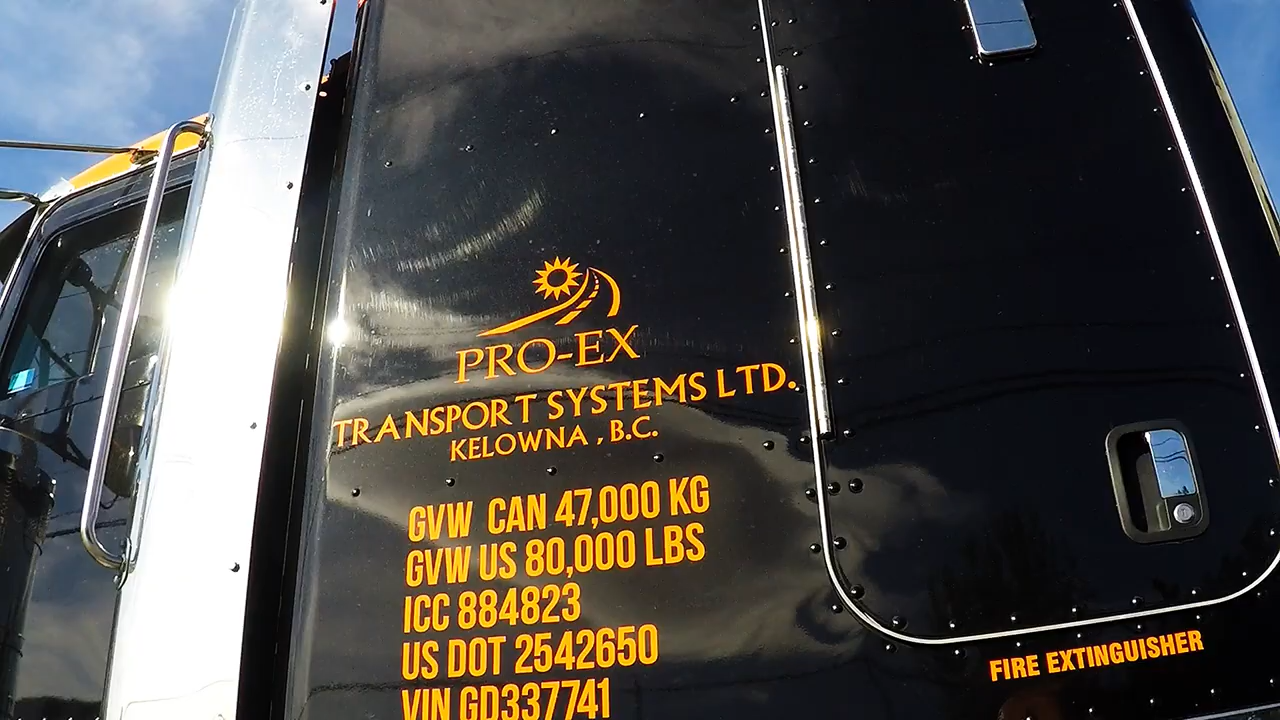 PRO-EX
TRANSPORT SYSTEMS LTD.
KELOWNA , B.C.
GVW CAN 47,000 KG
GVW US 80,000 LBS
ICC 884823
US DOT 2542650
VIN GD337741
FIRE EXTINGUISHER